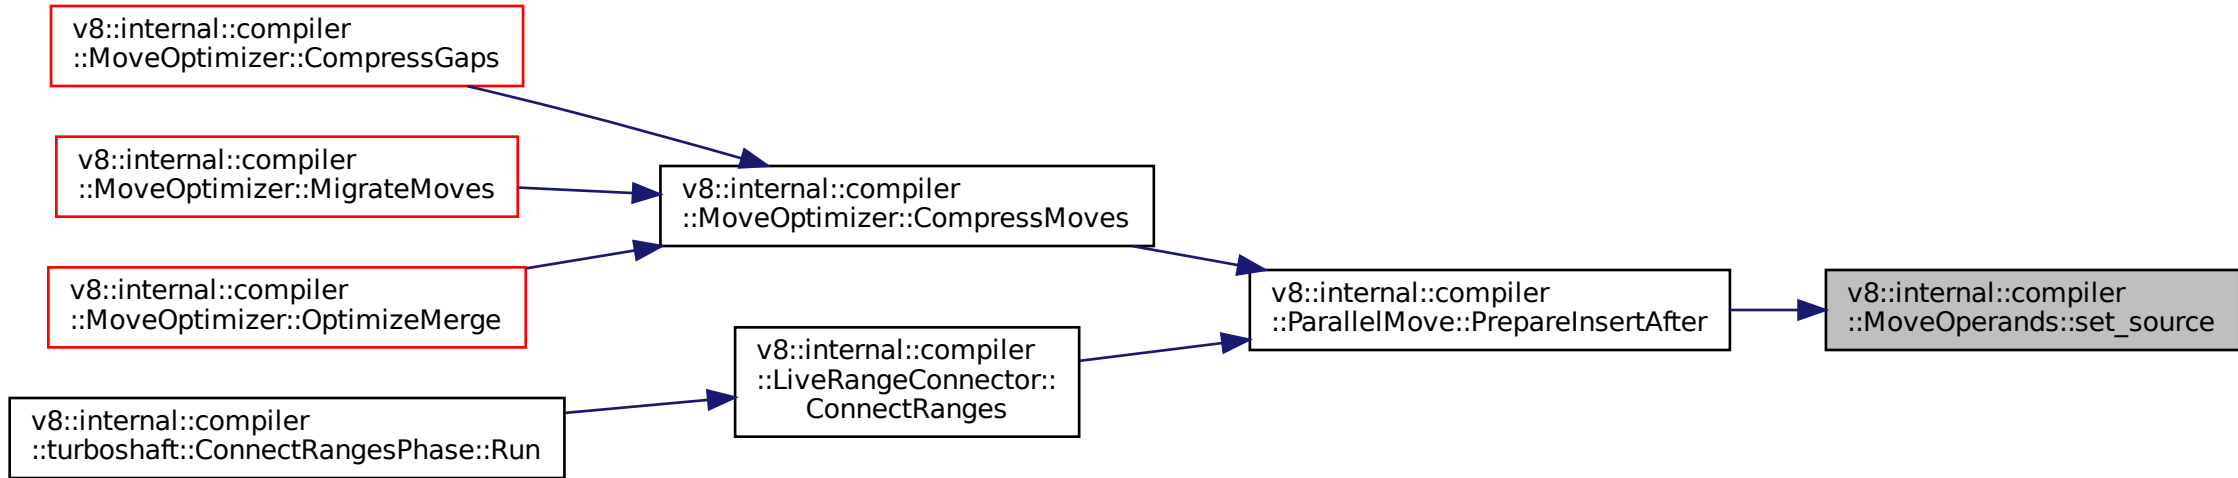 v8::internal::compiler
::MoveOptimizer::CompressGaps
v8::internal::compiler
::MoveOptimizer::MigrateMoves
v8::internal::compiler
::MoveOptimizer::CompressMoves
v8::internal::compiler
::MoveOptimizer::OptimizeMerge
v8::internal::compiler
::ParallelMove::PrepareInsertAfter
v8::internal::compiler
::MoveOperands::set_source
v8::internal::compiler
::LiveRangeConnector::
ConnectRanges
v8::internal::compiler
::turboshaft::ConnectRangesPhase::Run